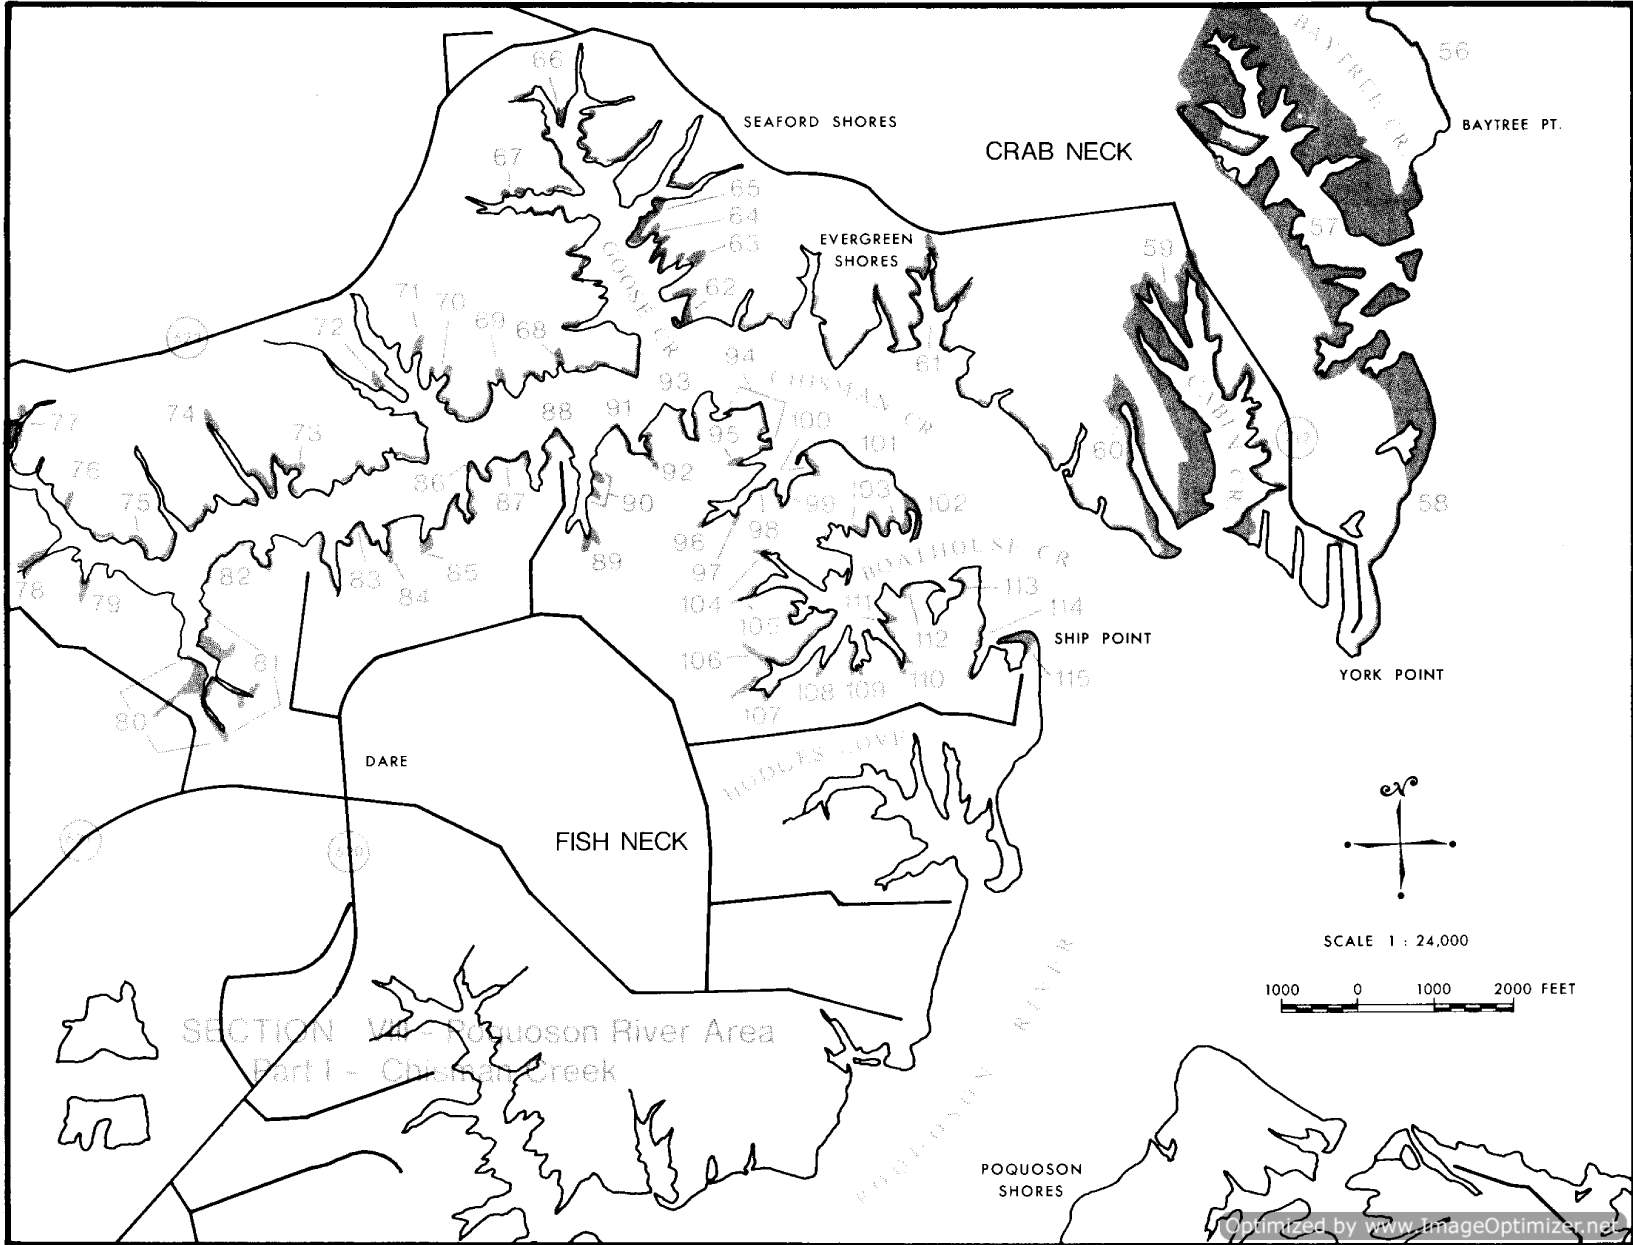 66
BAYTREE CR.
56
SEAFORD SHORES
BAYTREE PT.
CRAB NECK
67
65
64
63
57
EVERGREEN
SHORES
59
GOOSE CR.
62
71
70
69
68
72
61
94
93
CHISMAN CR.
88
91
100
74
77
73
95
101
CABIN CR.
60
76
92
86
87
75
90
103
99
102
58
98
96
89
BOATHOUSE CR.
97
78
79
82
83
84
85
104
111
113
114
105
112
SHIP POINT
81
106
110
115
YORK POINT
108
109
80
107
DARE
HODGES COVE
FISH NECK
N
SCALE 1 : 24,000
1000 0 1000 2000 FEET
SECTION VIII - Poquoson River Area
Part I - Chisman Creek
POQUOSON RIVER
POQUOSON
SHORES
Optimized by www.ImageOptimizer.net